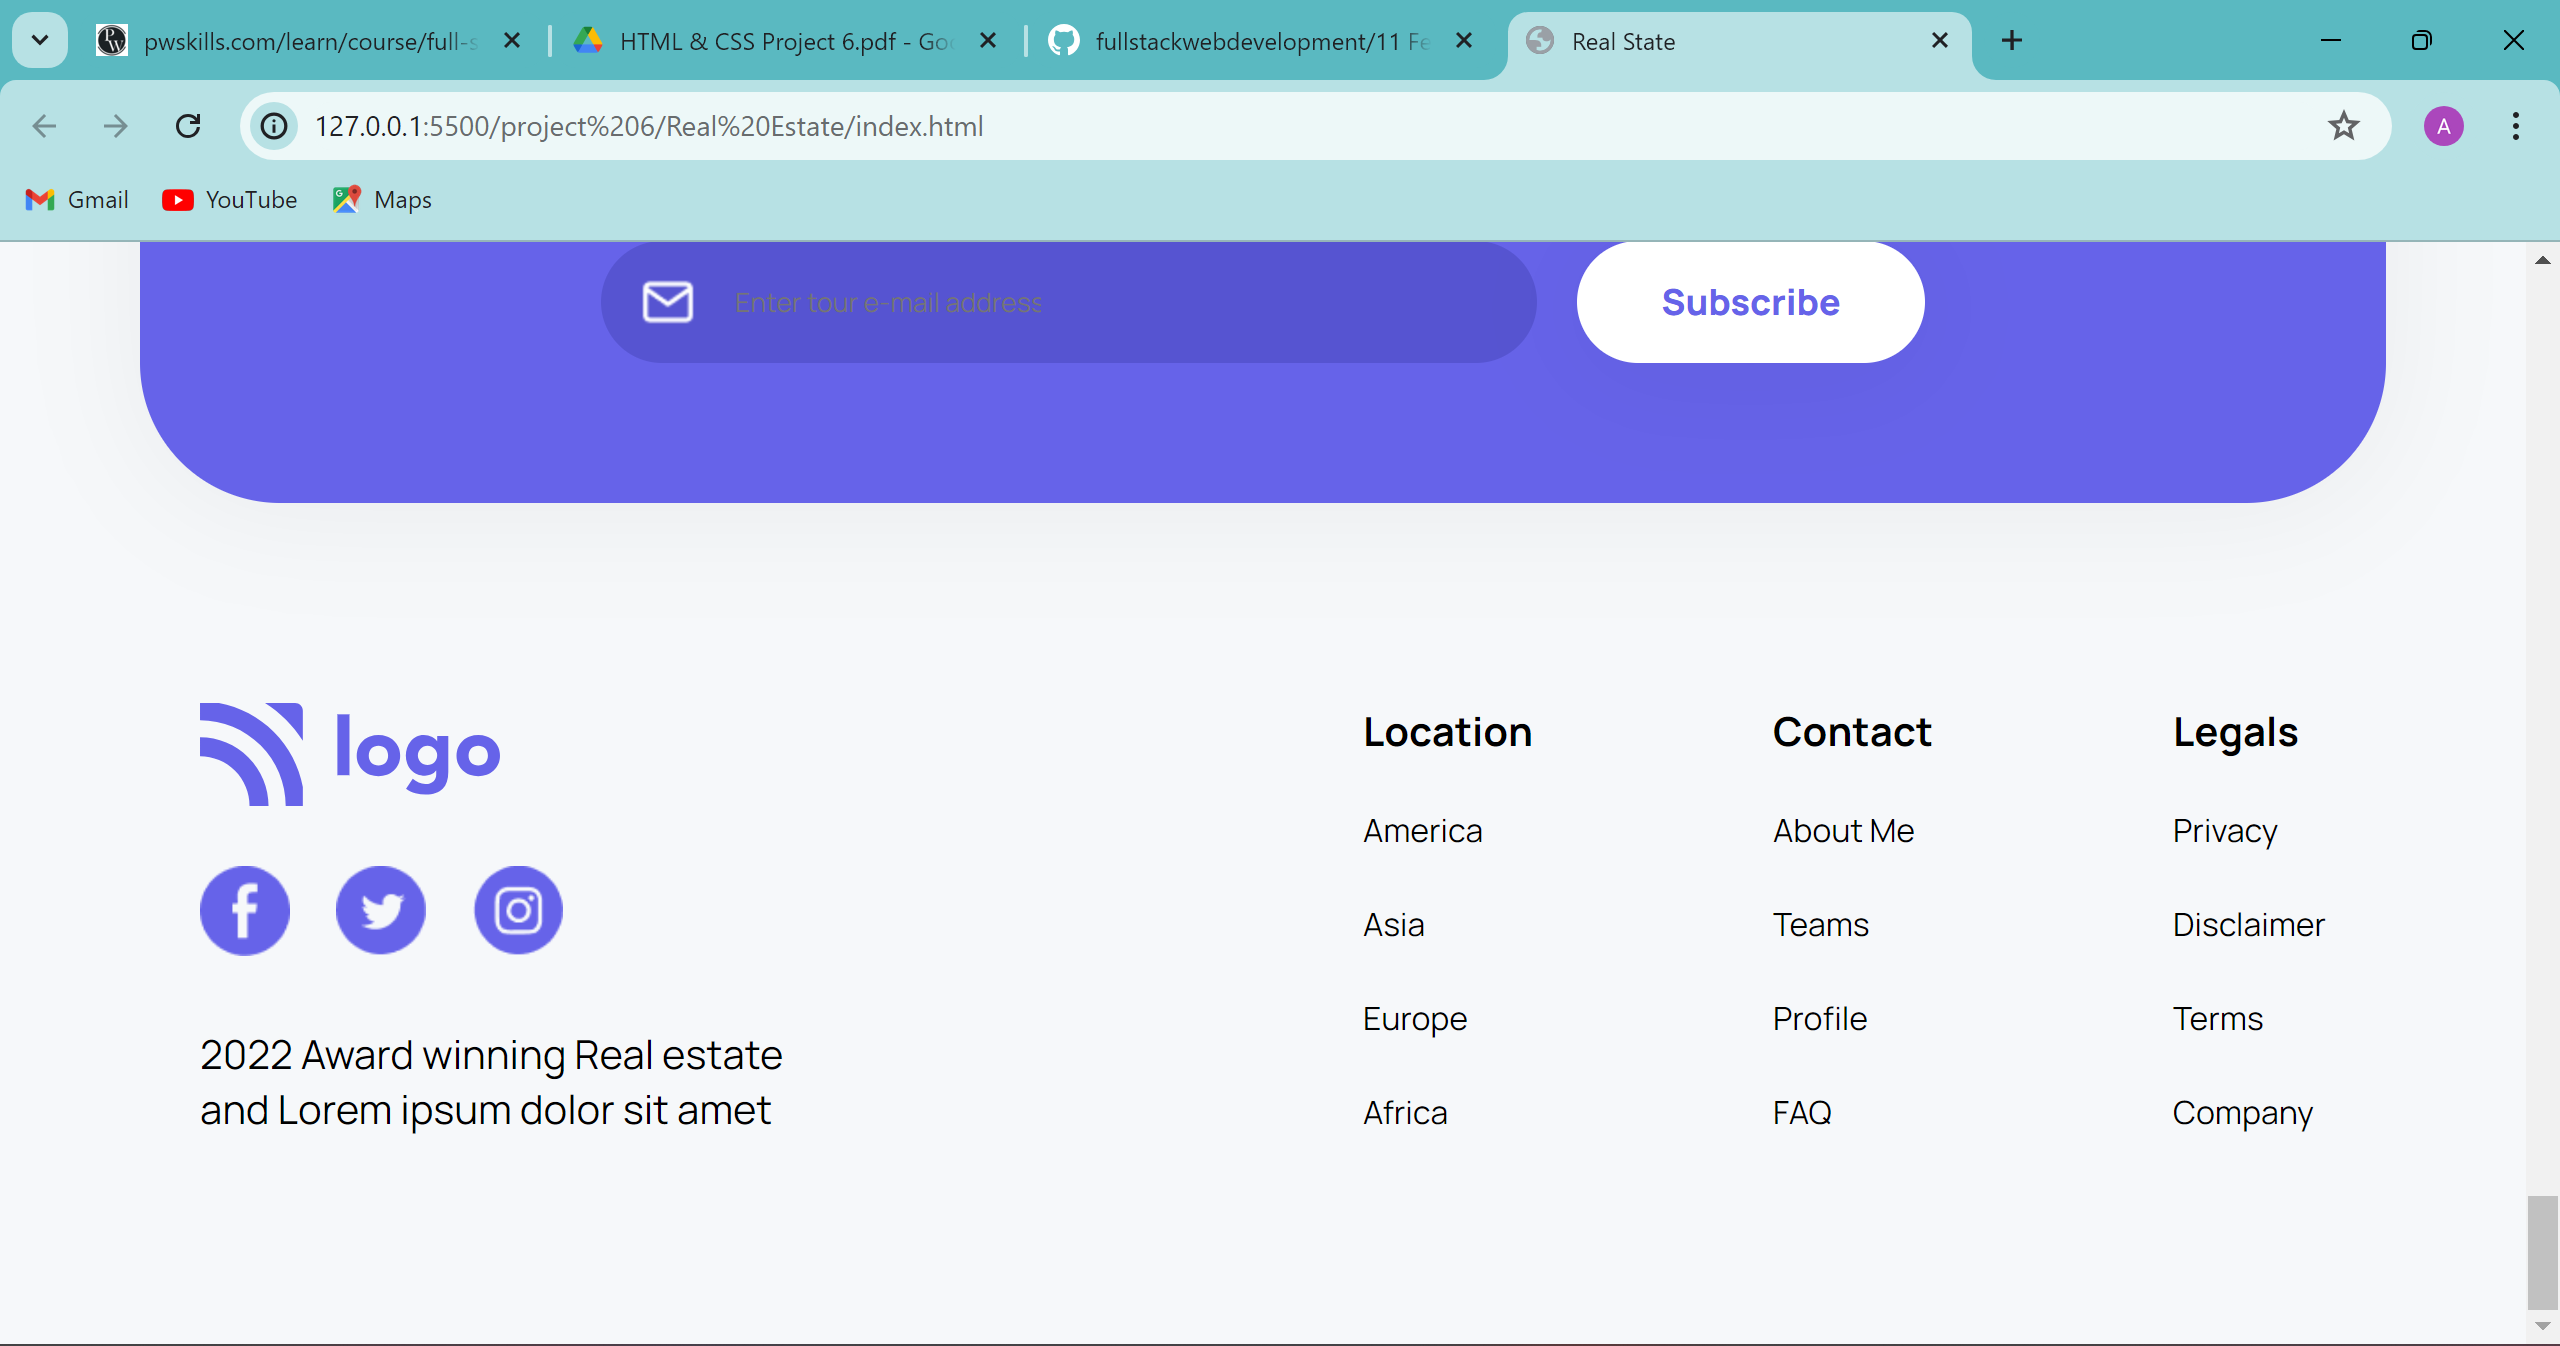 pwskills.com/learn/course/full-s
HTML & CSS Project 6.pdf - Goo
fullstackwebdevelopment/11 Fe
Real State
127.0.0.1:5500/project%206/Real%20Estate/index.html
A
Gmail
YouTube
Maps
Enter tour e-mail address
Subscribe
logo
2022 Award winning Real estate
and Lorem ipsum dolor sit amet
Location
America
Asia
Europe
Africa
Contact
About Me
Teams
Profile
FAQ
Legals
Privacy
Disclaimer
Terms
Company